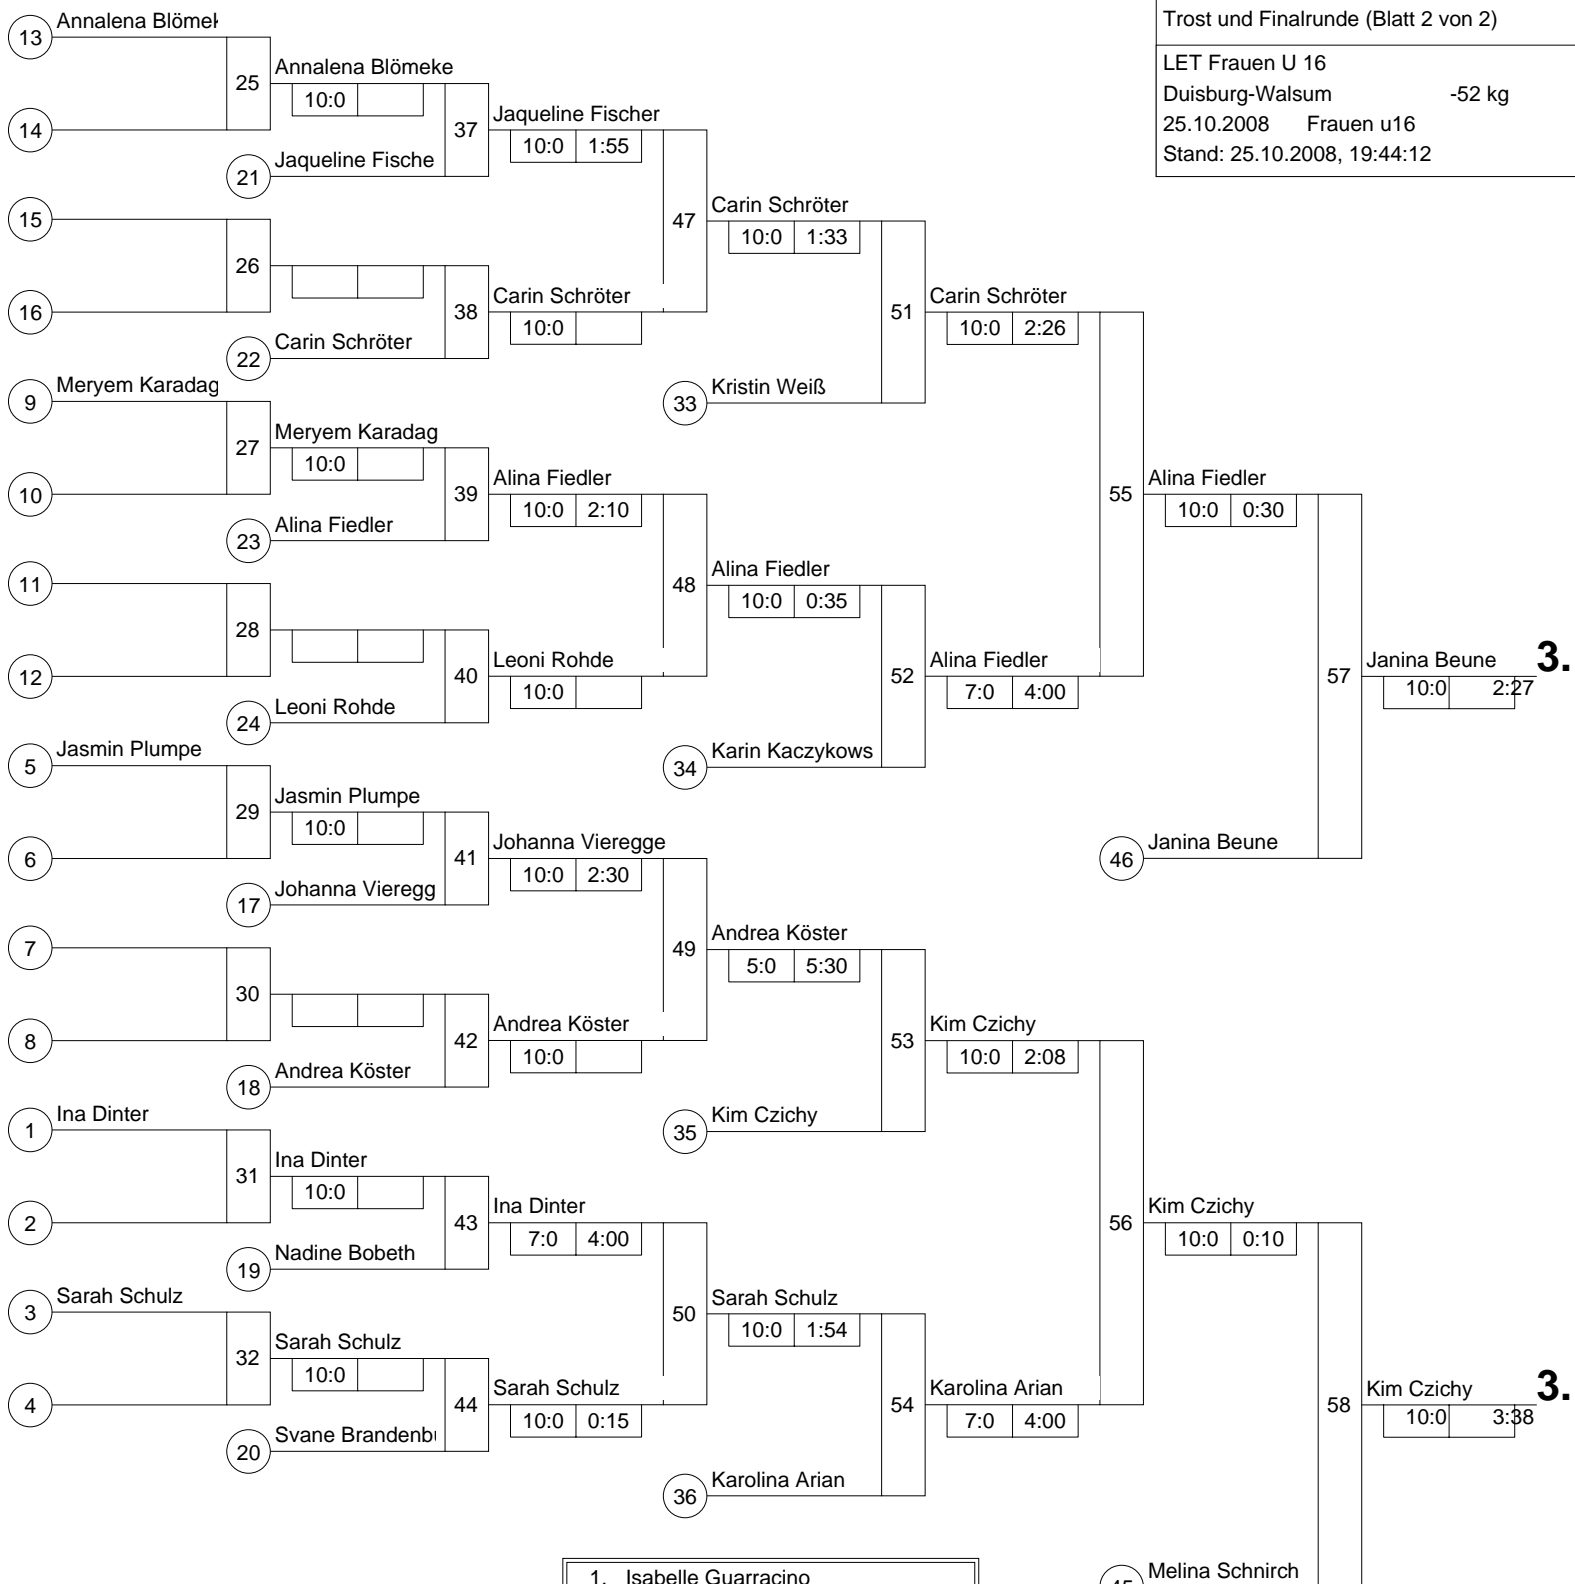 Trost und Finalrunde (Blatt 2 von 2)
LET Frauen U 16
Duisburg-Walsum -52 kg
25.10.2008 Frauen u16
Stand: 25.10.2008, 19:44:12
13 Annalena Blömek
14
25
Annalena Blömeke
10:0
21 Jaqueline Fische
37
Jaqueline Fischer
10:0 1:55
15
16
26
22 Carin Schröter
38
Carin Schröter
10:0
47
Carin Schröter
10:0 1:33
33 Kristin Weiß
51
Carin Schröter
10:0 2:26
9 Meryem Karadag
10
27
Meryem Karadag
10:0
23 Alina Fiedler
39
Alina Fiedler
10:0 2:10
11
12
28
24 Leoni Rohde
40
Leoni Rohde
10:0
48
Alina Fiedler
10:0 0:35
34 Karin Kaczykows
52
Alina Fiedler
7:0 4:00
55
Alina Fiedler
10:0 0:30
46 Janina Beune
57
Janina Beune 3.
10:0 2:27
5 Jasmin Plumpe
6
29
Jasmin Plumpe
10:0
17 Johanna Vieregg
41
Johanna Vieregge
10:0 2:30
7
8
30
18 Andrea Köster
42
Andrea Köster
10:0
49
Andrea Köster
5:0 5:30
35 Kim Czichy
53
Kim Czichy
10:0 2:08
1 Ina Dinter
2
31
Ina Dinter
10:0
19 Nadine Bobeth
43
Ina Dinter
7:0 4:00
3 Sarah Schulz
4
32
Sarah Schulz
10:0
20 Svane Brandenb
44
Sarah Schulz
10:0 0:15
50
Sarah Schulz
10:0 1:54
36 Karolina Arian
54
Karolina Arian
7:0 4:00
56
Kim Czichy
10:0 0:10
45 Melina Schnirch
58
Kim Czichy 3.
10:0 3:38
1. Isabelle Guarracino